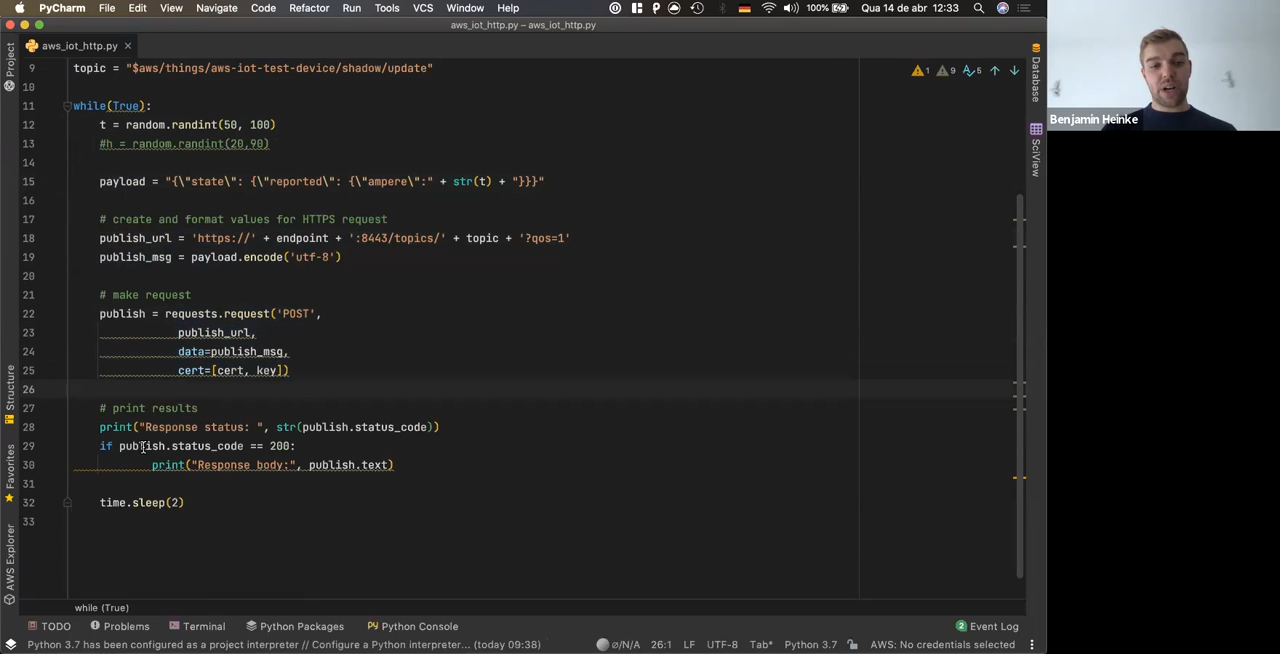 PyCharm File Edit View Navigate Code Refactor Run Tools VCS Window Help 100% Qua 14 de abr 12:33
aws_iot_http.py – aws_iot_http.py
aws_iot_http.py
Project
Structure
Favorites
AWS Explorer
Database
SciView
1 9 5
Benjamin Heinke
9 topic = "$aws/things/aws-iot-test-device/shadow/update"
10
11 while(True):
12 t = random.randint(50, 100)
13 #h = random.randint(20,90)
14
15 payload = "{\"state\": {\"reported\": {\"ampere\":" + str(t) + "}}}"
16
17 # create and format values for HTTPS request
18 publish_url = 'https://' + endpoint + ':8443/topics/' + topic + '?qos=1'
19 publish_msg = payload.encode('utf-8')
20
21 # make request
22 publish = requests.request('POST',
23 publish_url,
24 data=publish_msg,
25 cert=[cert, key])
26
27 # print results
28 print("Response status: ", str(publish.status_code))
29 if publish.status_code == 200:
30 print("Response body:", publish.text)
31
32 time.sleep(2)
33
while (True)
TODO Problems Terminal Python Packages Python Console 2 Event Log
Python 3.7 has been configured as a project interpreter // Configure a Python interpreter... (today 09:38) ∅/N/A 26:1 LF UTF-8 Tab* Python 3.7 AWS: No credentials selected